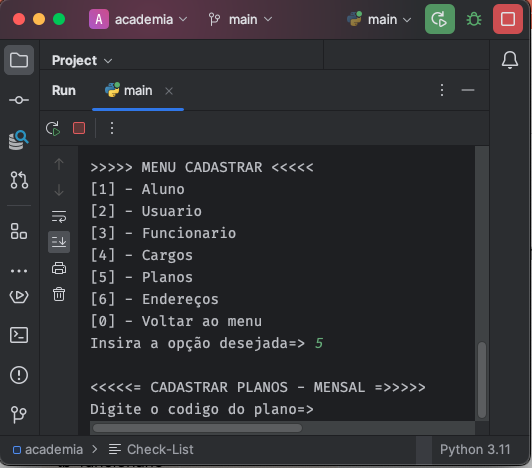 A academia main main
Project
Run main
>>>>> MENU CADASTRAR <<<<<
[1] - Aluno
[2] - Usuario
[3] - Funcionario
[4] - Cargos
[5] - Planos
[6] - Endereços
[0] - Voltar ao menu
Insira a opção desejada=> 5
<<<<<= CADASTRAR PLANOS - MENSAL =>>>>>
Digite o codigo do plano=>
academia > Check-List Python 3.11